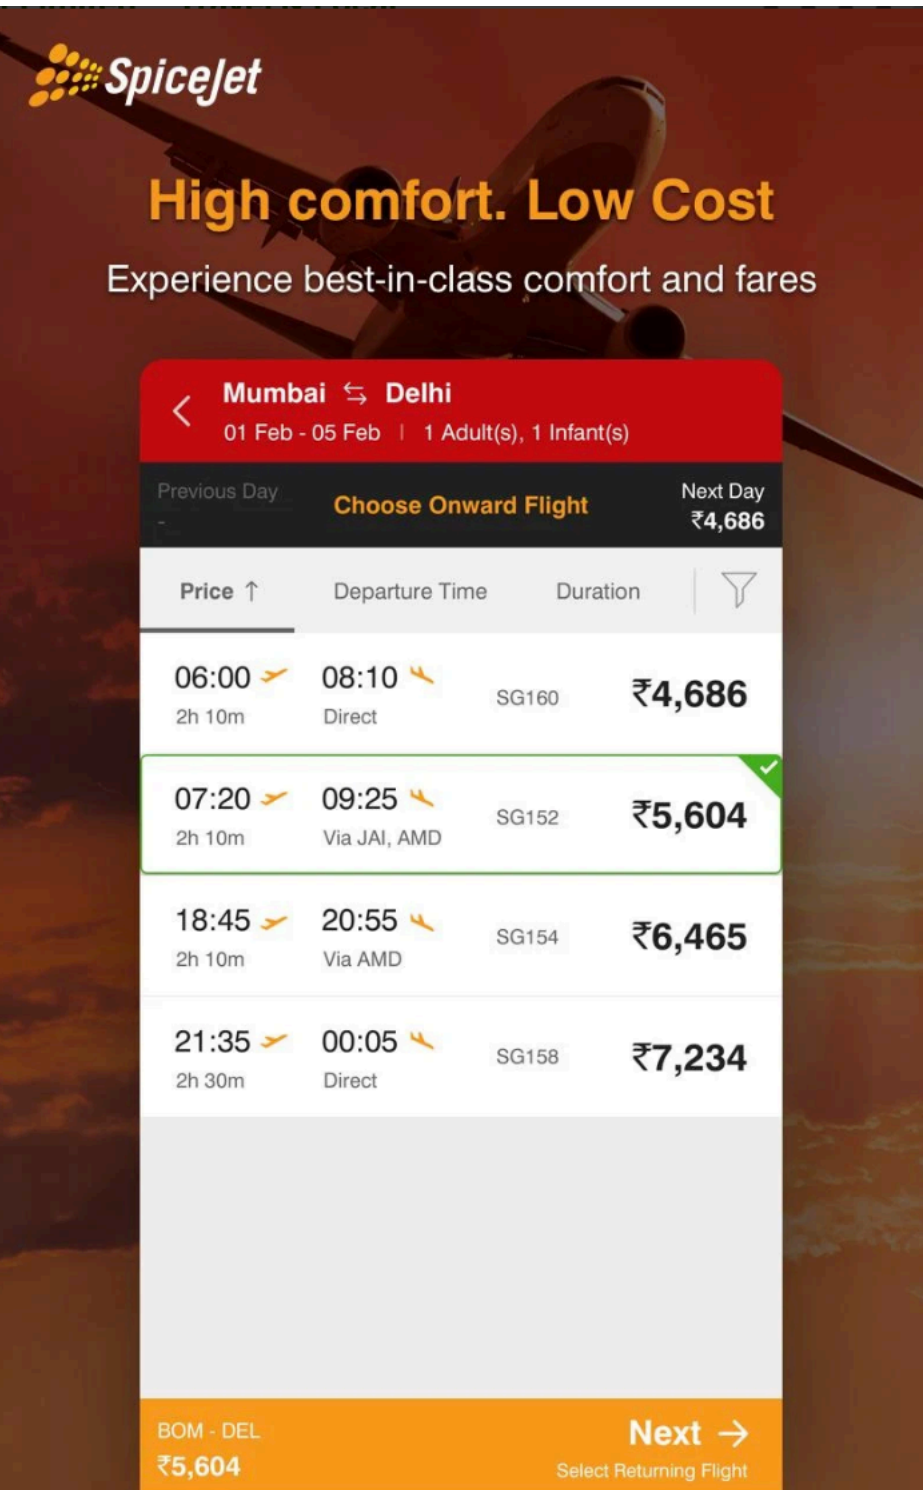 SpiceJet
High comfort. Low Cost
Experience best-in-class comfort and fares
Mumbai ⇆ Delhi
01 Feb - 05 Feb | 1 Adult(s), 1 Infant(s)
Previous Day
-
Choose Onward Flight
Next Day
₹4,686
Price ↑ Departure Time Duration
06:00 08:10 SG160 ₹4,686
2h 10m Direct
07:20 09:25 SG152 ₹5,604
2h 10m Via JAI, AMD
18:45 20:55 SG154 ₹6,465
2h 10m Via AMD
21:35 00:05 SG158 ₹7,234
2h 30m Direct
BOM - DEL
₹5,604
Next →
Select Returning Flight